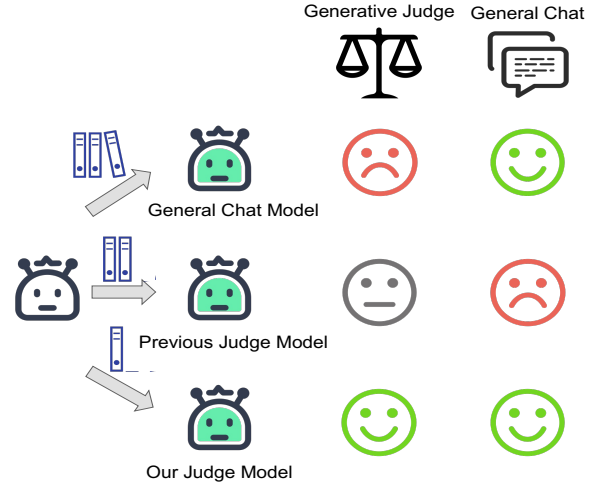 Generative Judge
General Chat
General Chat Model
Previous Judge Model
Our Judge Model